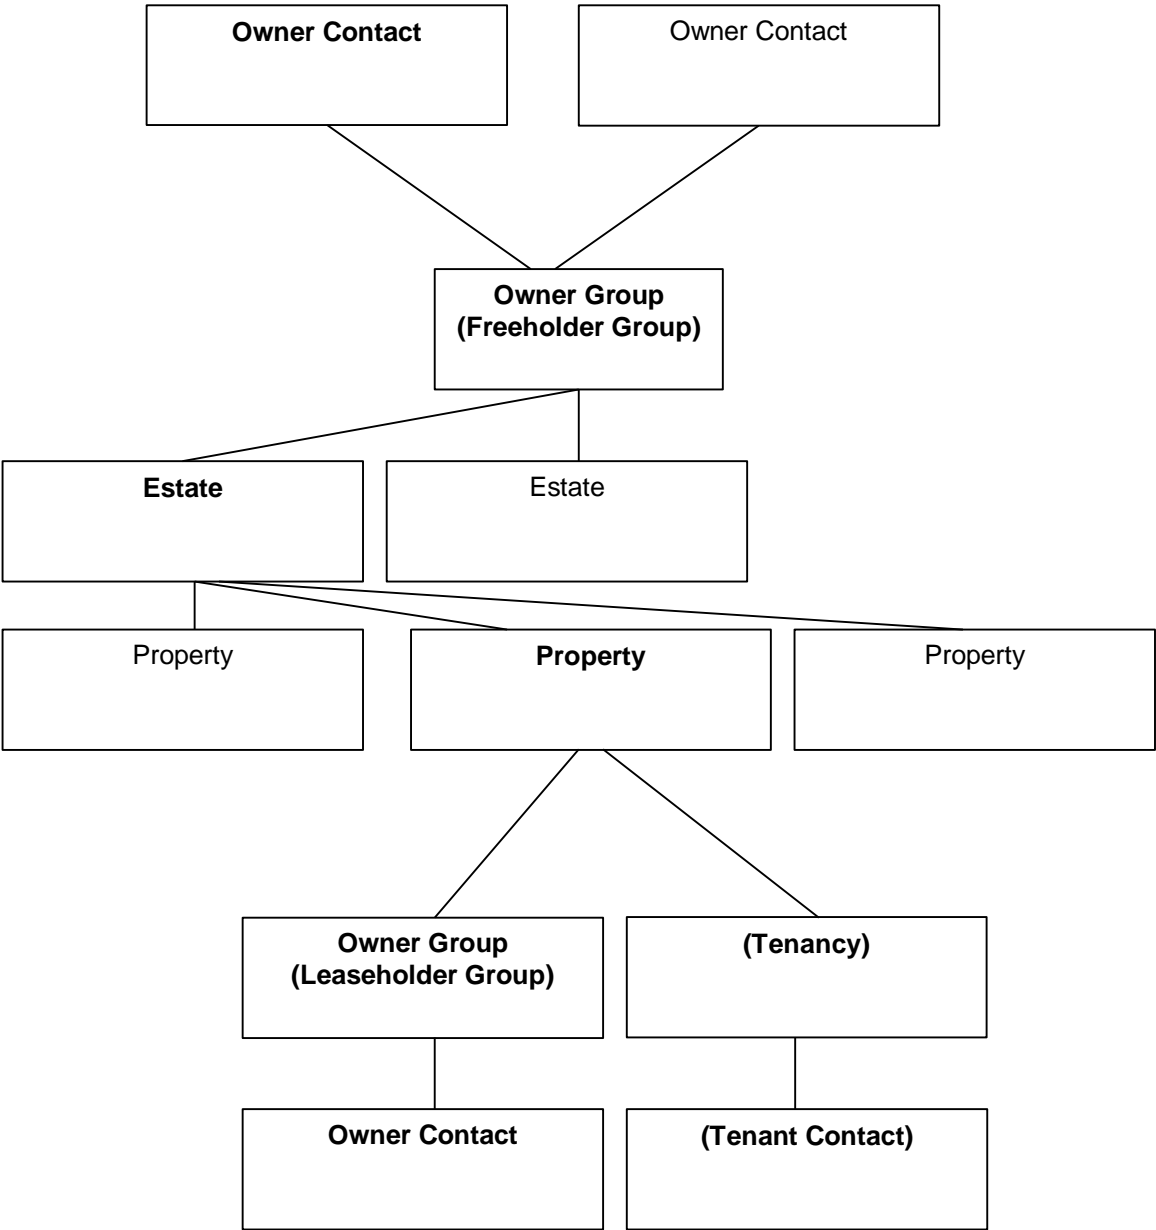 Owner Contact
Owner Contact
Owner Group
(Freeholder Group)
Estate
Estate
Property
Property
Property
Owner Group
(Leaseholder Group)
(Tenancy)
Owner Contact
(Tenant Contact)